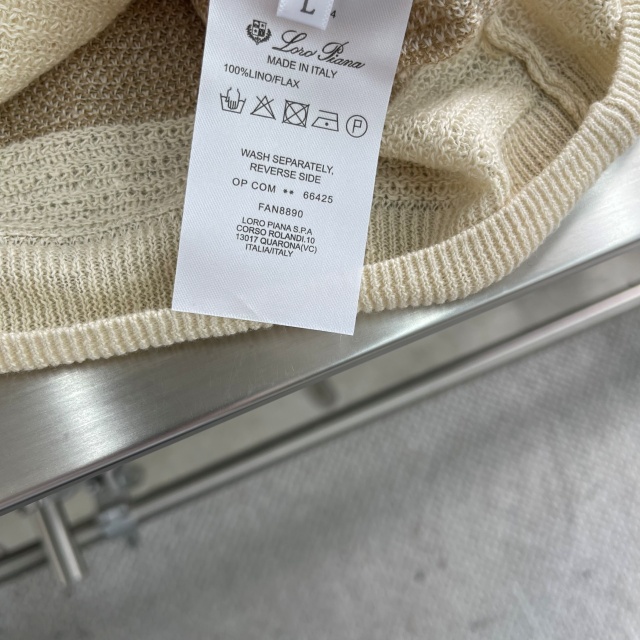 L
4
Loro Piana
MADE IN ITALY
100%LINO/FLAX
WASH SEPARATELY,
REVERSE SIDE
OP COM ** 66425
FAN8890
LORO PIANA S.P.A
CORSO ROLANDI.10
13017 QUARONA(VC)
ITALIA/ITALY